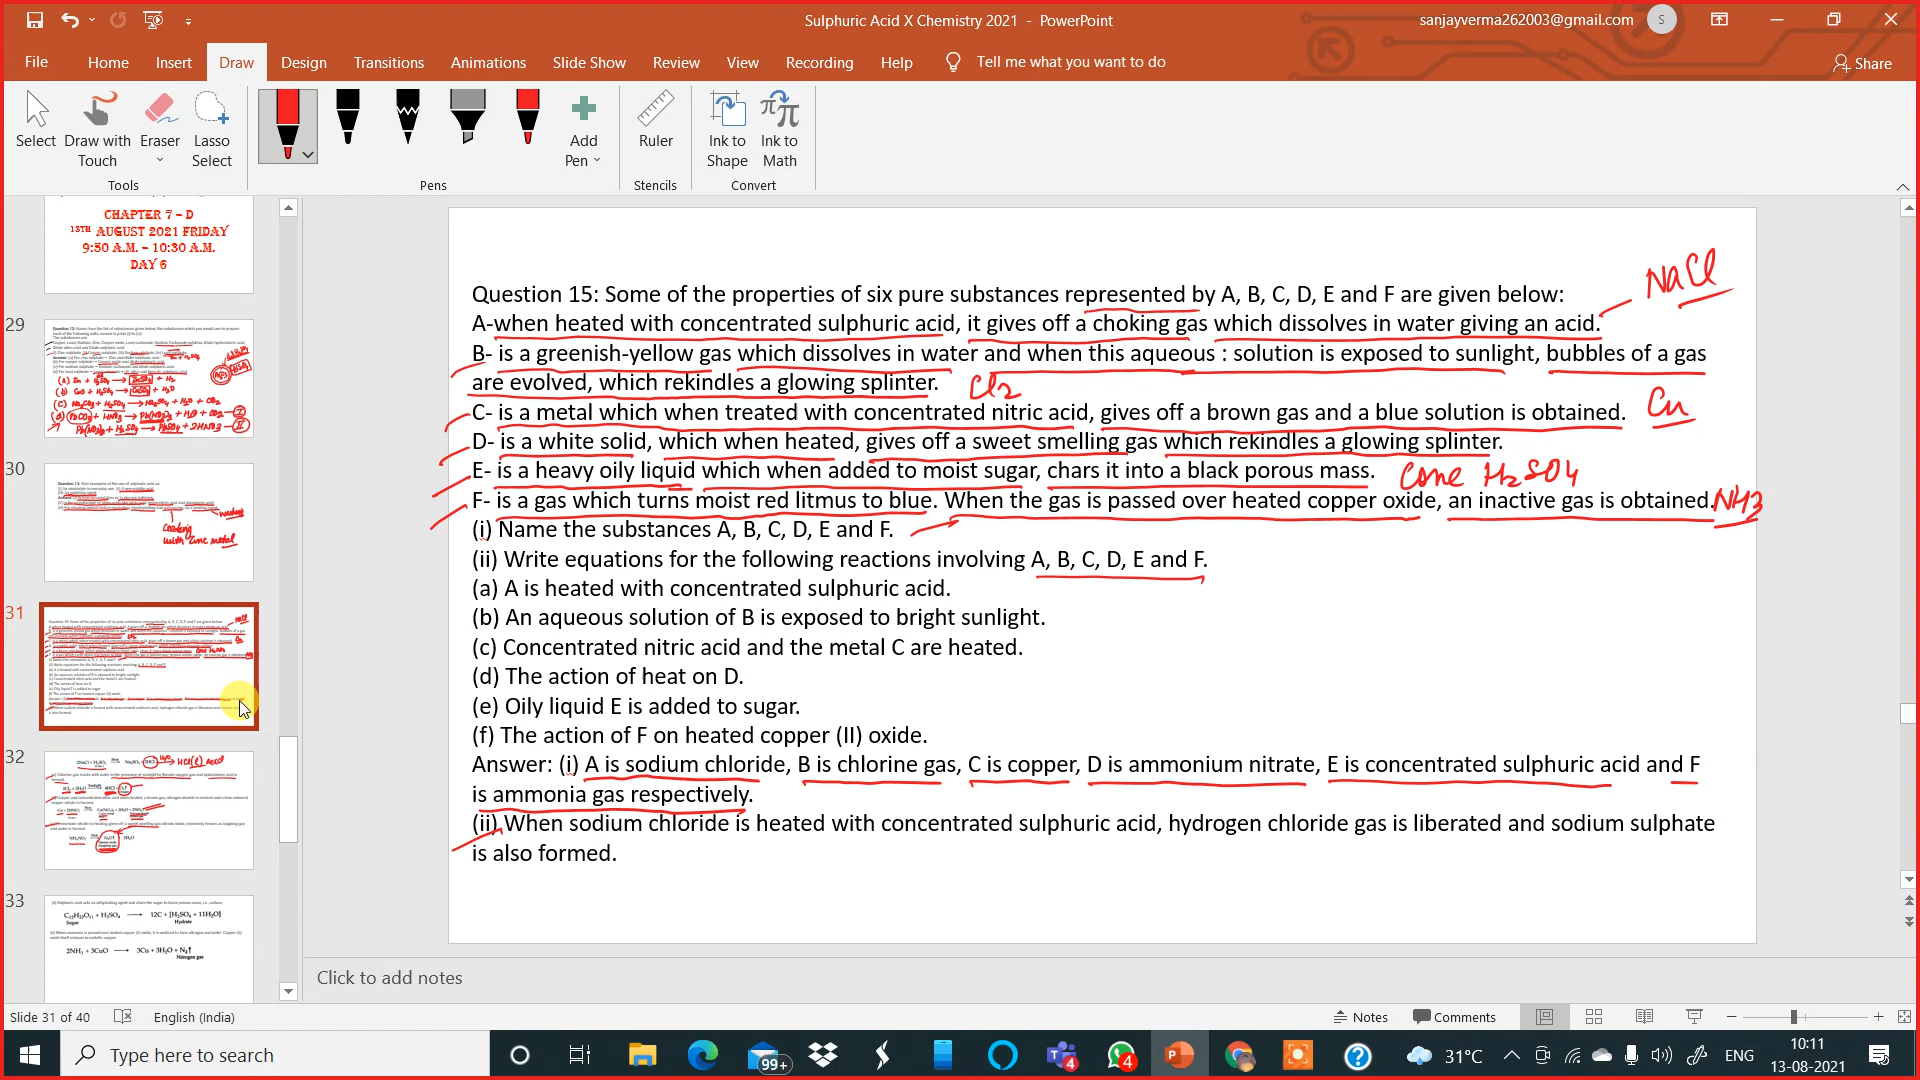 Sulphuric Acid X Chemistry 2021 - PowerPoint
sanjayverma262003@gmail.com
S
File Home Insert Draw Design Transitions Animations Slide Show Review View Recording Help Tell me what you want to do
Share
Select
Draw with Touch
Eraser
Lasso Select
Add Pen
Ruler
Ink to Shape
Ink to Math
Tools Pens Stencils Convert
CHAPTER 7 - D
13TH AUGUST 2021 FRIDAY
9:50 A.M. - 10:30 A.M.
DAY 6
29
30
31
32
33
Question 15: Some of the properties of six pure substances represented by A, B, C, D, E and F are given below:
NaCl
A-when heated with concentrated sulphuric acid, it gives off a choking gas which dissolves in water giving an acid.
B- is a greenish-yellow gas which dissolves in water and when this aqueous : solution is exposed to sunlight, bubbles of a gas
are evolved, which rekindles a glowing splinter. Cl2
C- is a metal which when treated with concentrated nitric acid, gives off a brown gas and a blue solution is obtained. Cu
D- is a white solid, which when heated, gives off a sweet smelling gas which rekindles a glowing splinter.
E- is a heavy oily liquid which when added to moist sugar, chars it into a black porous mass. Conc H2SO4
F- is a gas which turns moist red litmus to blue. When the gas is passed over heated copper oxide, an inactive gas is obtained. NH3
(i) Name the substances A, B, C, D, E and F.
(ii) Write equations for the following reactions involving A, B, C, D, E and F.
(a) A is heated with concentrated sulphuric acid.
(b) An aqueous solution of B is exposed to bright sunlight.
(c) Concentrated nitric acid and the metal C are heated.
(d) The action of heat on D.
(e) Oily liquid E is added to sugar.
(f) The action of F on heated copper (II) oxide.
Answer: (i) A is sodium chloride, B is chlorine gas, C is copper, D is ammonium nitrate, E is concentrated sulphuric acid and F
is ammonia gas respectively.
(ii) When sodium chloride is heated with concentrated sulphuric acid, hydrogen chloride gas is liberated and sodium sulphate
is also formed.
Click to add notes
Slide 31 of 40 English (India) Notes Comments
Type here to search
99+
4
4
31°C
ENG
10:11
13-08-2021